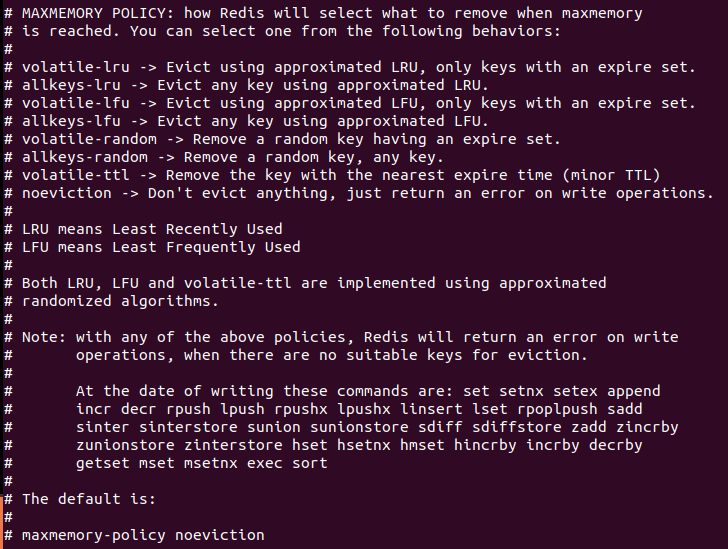 # MAXMEMORY POLICY: how Redis will select what to remove when maxmemory
# is reached. You can select one from the following behaviors:
#
# volatile-lru -> Evict using approximated LRU, only keys with an expire set.
# allkeys-lru -> Evict any key using approximated LRU.
# volatile-lfu -> Evict using approximated LFU, only keys with an expire set.
# allkeys-lfu -> Evict any key using approximated LFU.
# volatile-random -> Remove a random key having an expire set.
# allkeys-random -> Remove a random key, any key.
# volatile-ttl -> Remove the key with the nearest expire time (minor TTL)
# noeviction -> Don't evict anything, just return an error on write operations.
#
# LRU means Least Recently Used
# LFU means Least Frequently Used
#
# Both LRU, LFU and volatile-ttl are implemented using approximated
# randomized algorithms.
#
# Note: with any of the above policies, Redis will return an error on write
#       operations, when there are no suitable keys for eviction.
#
#       At the date of writing these commands are: set setnx setex append
#       incr decr rpush lpush rpushx lpushx linsert lset rpoplpush sadd
#       sinter sinterstore sunion sunionstore sdiff sdiffstore zadd zincrby
#       zunionstore zinterstore hset hsetnx hmset hincrby incrby decrby
#       getset mset msetnx exec sort
#
# The default is:
#
# maxmemory-policy noeviction